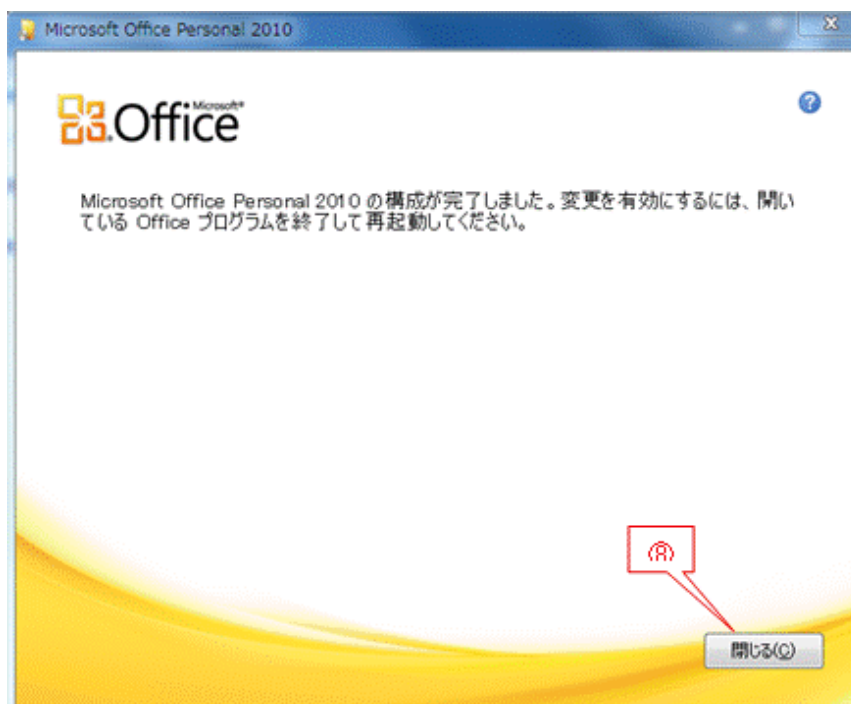 Microsoft Office Personal 2010
Microsoft®
Office
Microsoft Office Personal 2010 の構成が完了しました。変更を有効にするには、開い
ている Office プログラムを終了して再起動してください。
⑧
閉じる(C)